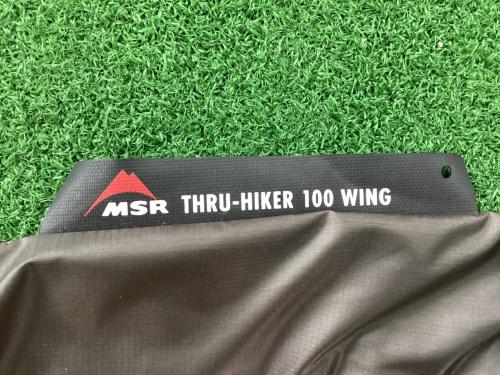 MSR THRU-HIKER 100 WING